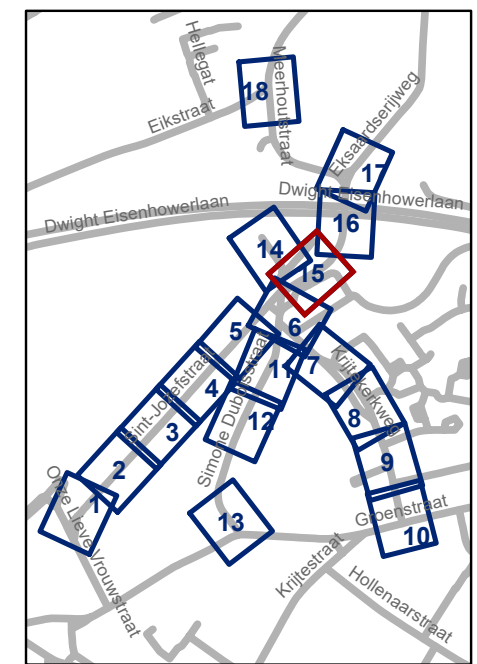 Hellegat
Meerhoutstraat
18
Eikstraat
Eksaardserijweg
17
Dwight Eisenhowerlaan
Dwight Eisenhowerlaan
16
14
15
5
6
11
7
Krijtekerkweg
Sint-Jozefstraat
4
Simone Dubusstraat
8
3
12
2
9
1
Onze Lieve Vrouwstraat
13
Groenstraat
10
Krijtestraat
Hollenaarstraat